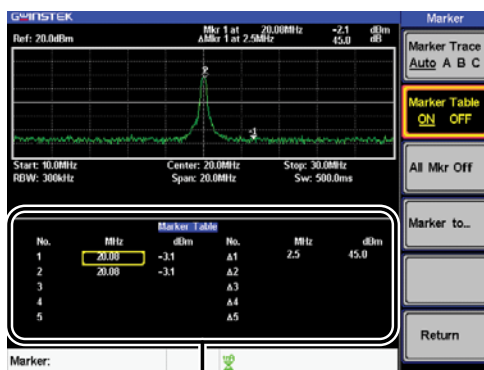 GWINSTEK
Mkr 1 at 20.00MHz -2.1 dBm
Ref: 20.0dBm ΔMkr 1 at 2.5MHz 45.0 dB
2
1
Start: 10.0MHz Center: 20.0MHz Stop: 30.0MHz
RBW: 300kHz Span: 20.0MHz Sw: 500.0ms
Marker Table
No. MHz dBm No. MHz dBm
1 20.00 -3.1 Δ1 2.5 45.0
2 20.08 -3.1 Δ2
3 Δ3
4 Δ4
5 Δ5
Marker:
Marker
Marker Trace
Auto A B C
Marker Table
ON OFF
All Mkr Off
Marker to...
Return